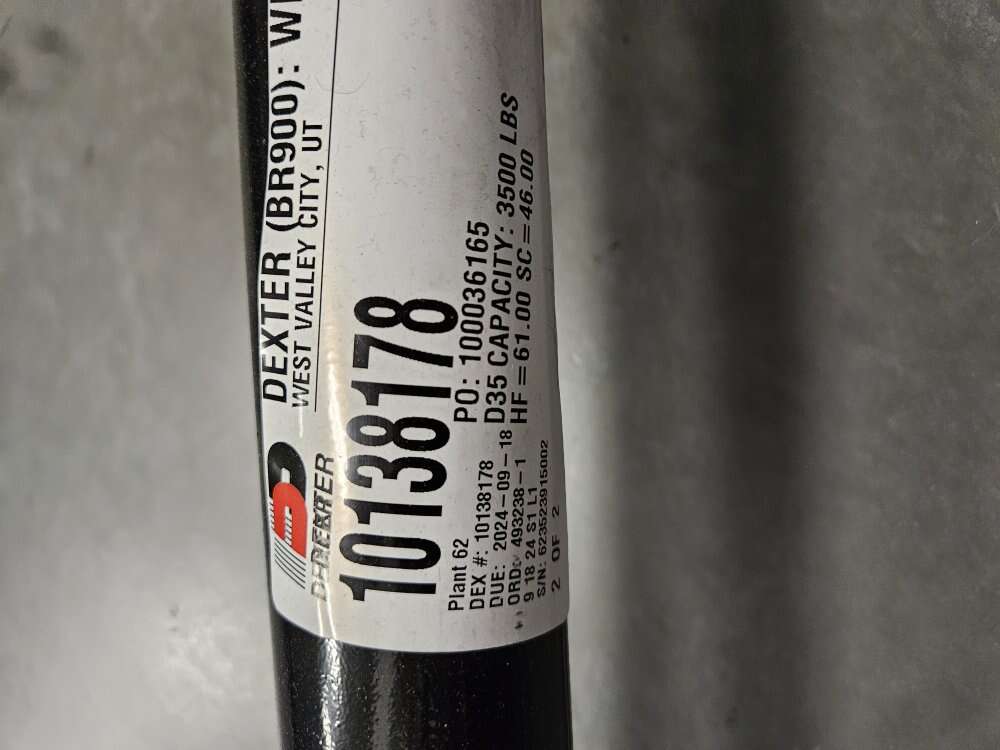 DEXTER (BR900): WI
WEST VALLEY CITY, UT
DEXTER
10138178
Plant 62
DEX #: 10138178
PO: 100036165
DUE: 2024-09-18
D35 CAPACITY: 3500 LBS
ORD: 493238-1
HF=61.00 SC=46.00
9 18 24 S1 L1
S/N: 623523915002
2 OF 2